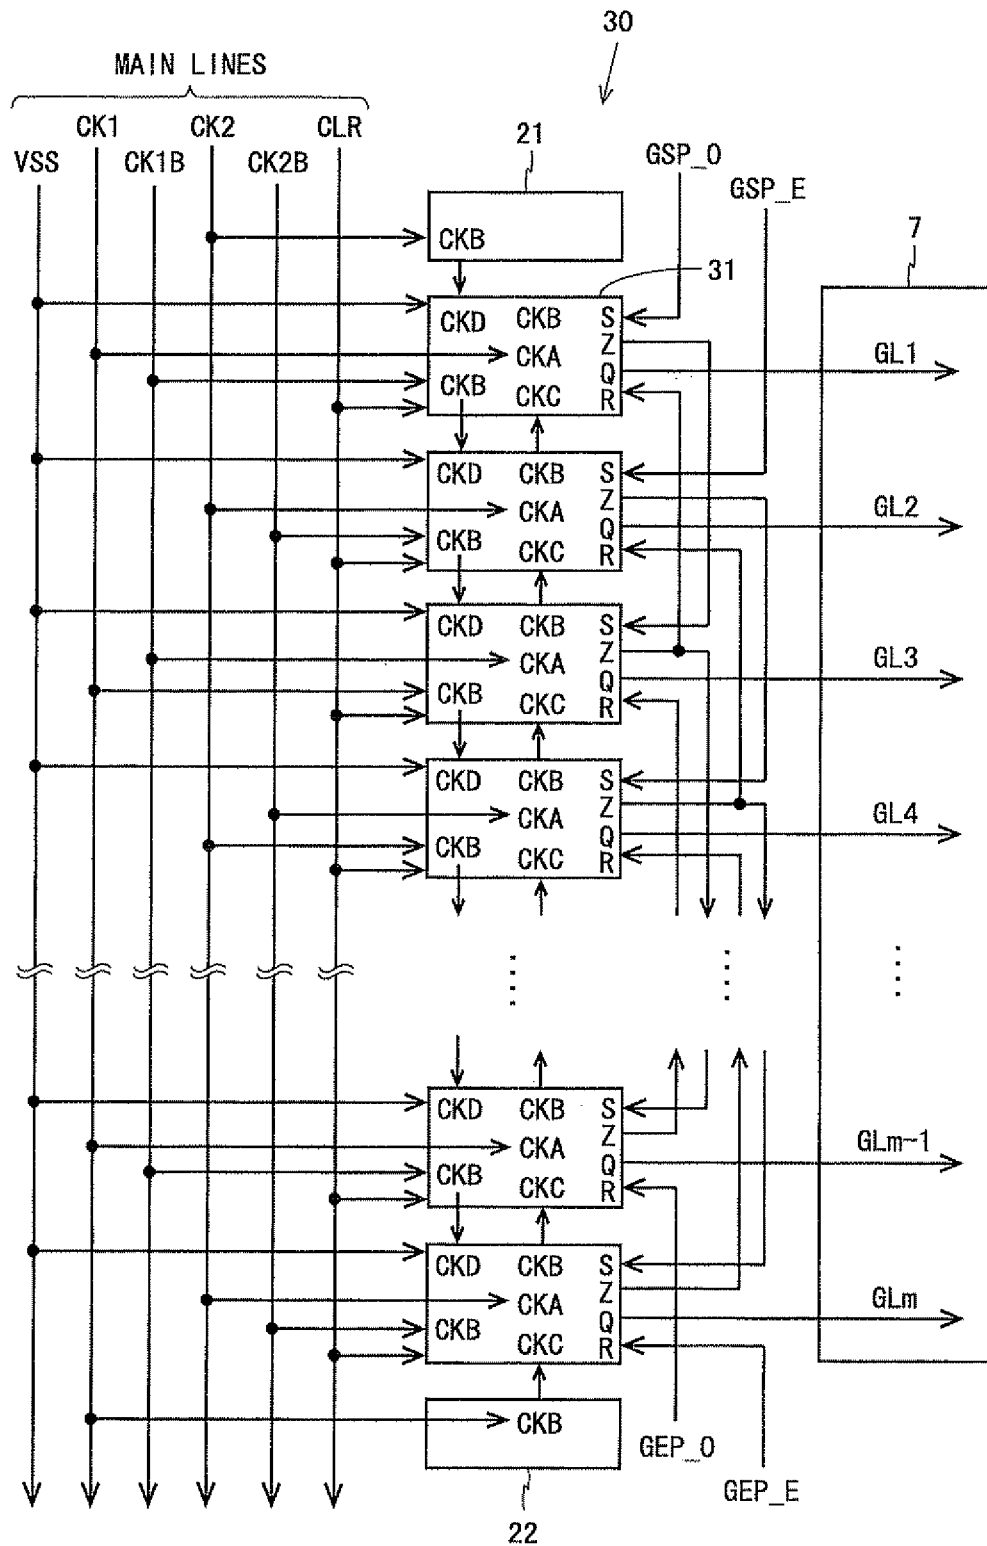 30
MAIN LINES
CK1 CK2 CLR 21
VSS CK1B CK2B GSP_O
GSP_E
CKB 7
31
CKD CKB S
Z
CKA GL1
CKB Q
CKC R
CKD CKB S
Z
CKA GL2
CKB Q
CKC R
CKD CKB S
Z
CKA GL3
CKB Q
CKC R
CKD CKB S
Z
CKA GL4
CKB Q
CKC R
CKD CKB S
Z
CKA GLm-1
CKB Q
CKC R
CKD CKB S
Z
CKA GLm
CKB Q
CKC R
CKB
GEP_O
GEP_E
22